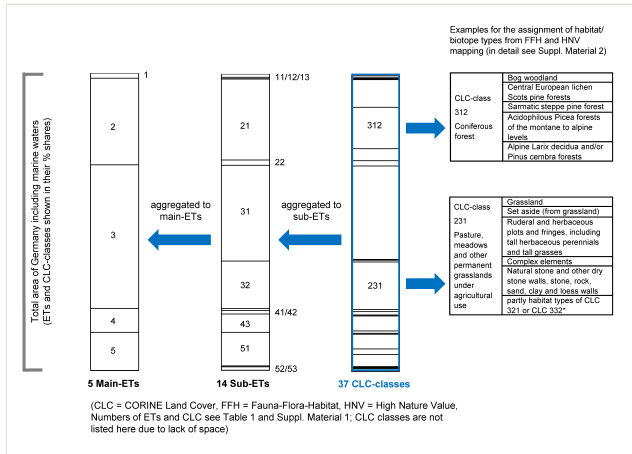 Examples for the assignment of habitat/
biotope types from FFH and HNV
mapping (in detail see Suppl. Material 2)
Total area of Germany including marine waters
(ETs and CLC-classes shown in their % shares)
1
2
3
4
5
5 Main-ETs
aggregated to
main-ETs
11/12/13
21
22
31
32
41/42
43
51
52/53
14 Sub-ETs
aggregated to
sub-ETs
312
231
37 CLC-classes
CLC-class
312
Coniferous
forest
Bog woodland
Central European lichen
Scots pine forests
Sarmatic steppe pine forest
Acidophilous Picea forests
of the montane to alpine
levels
Alpine Larix decidua and/or
Pinus cembra forests
CLC-class
231
Pasture,
meadows
and other
permanent
grasslands
under
agricultural
use
Grassland
Set aside (from grassland)
Ruderal and herbaceous
plots and fringes, including
tall herbaceous perennials
and tall grasses
Complex elements
Natural stone and other dry
stone walls, stone, rock,
sand, clay and loess walls
partly habitat types of CLC
321 or CLC 332*
(CLC = CORINE Land Cover, FFH = Fauna-Flora-Habitat, HNV = High Nature Value,
Numbers of ETs and CLC see Table 1 and Suppl. Material 1; CLC classes are not
listed here due to lack of space)